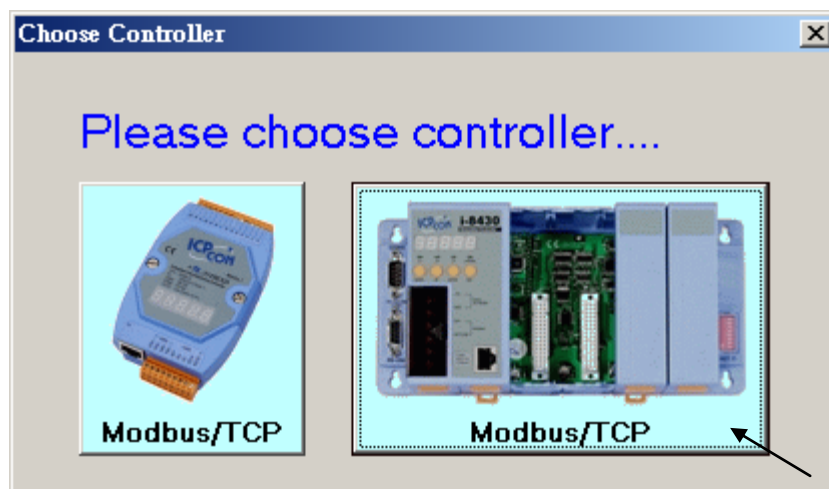 Choose Controller
Please choose controller....
ICP CON
ICP CON i-8430
Modbus/TCP
Modbus/TCP